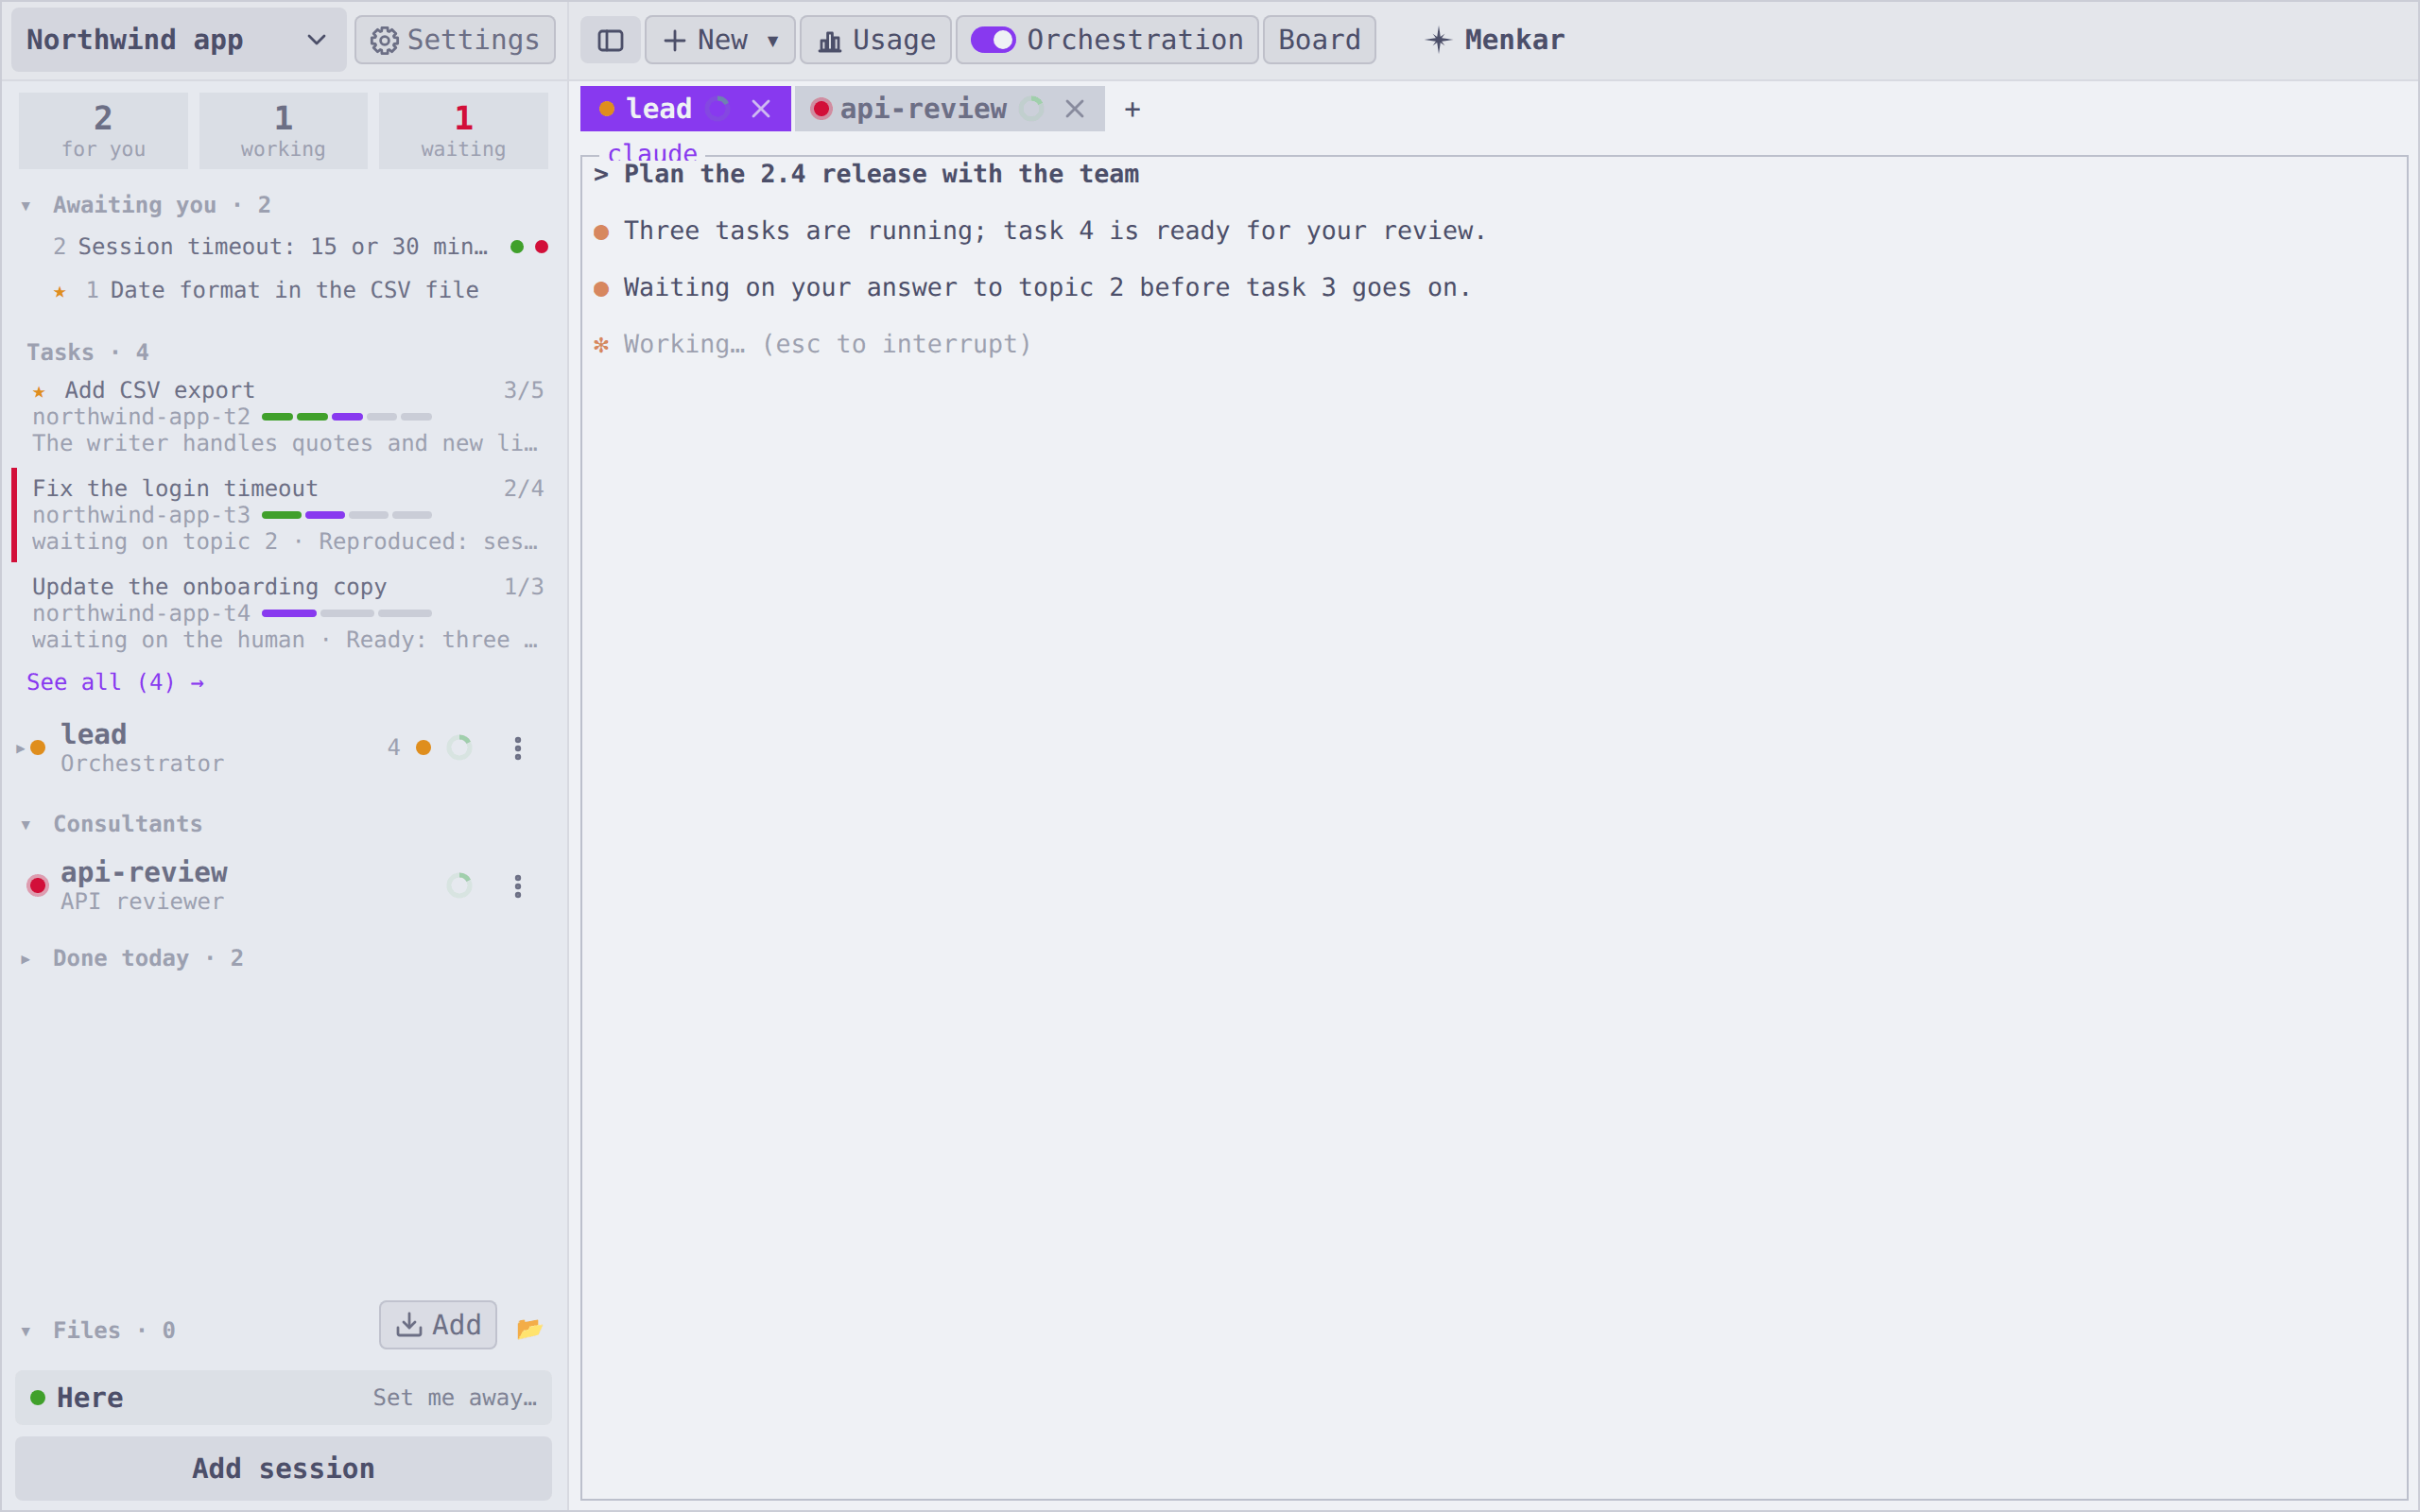 Northwind app
Settings
New ▾
Usage
Orchestration
Board
Menkar
2
for you
1
working
1
waiting
▾ Awaiting you · 2
2 Session timeout: 15 or 30 min…
★ 1 Date format in the CSV file
Tasks · 4
★ Add CSV export 3/5
northwind-app-t2
The writer handles quotes and new li…
Fix the login timeout 2/4
northwind-app-t3
waiting on topic 2 · Reproduced: ses…
Update the onboarding copy 1/3
northwind-app-t4
waiting on the human · Ready: three …
See all (4) →
▸ lead 4
Orchestrator
▾ Consultants
api-review
API reviewer
▸ Done today · 2
▾ Files · 0
Add
Here Set me away…
Add session
lead
api-review
+
claude
> Plan the 2.4 release with the team
● Three tasks are running; task 4 is ready for your review.
● Waiting on your answer to topic 2 before task 3 goes on.
✻ Working… (esc to interrupt)